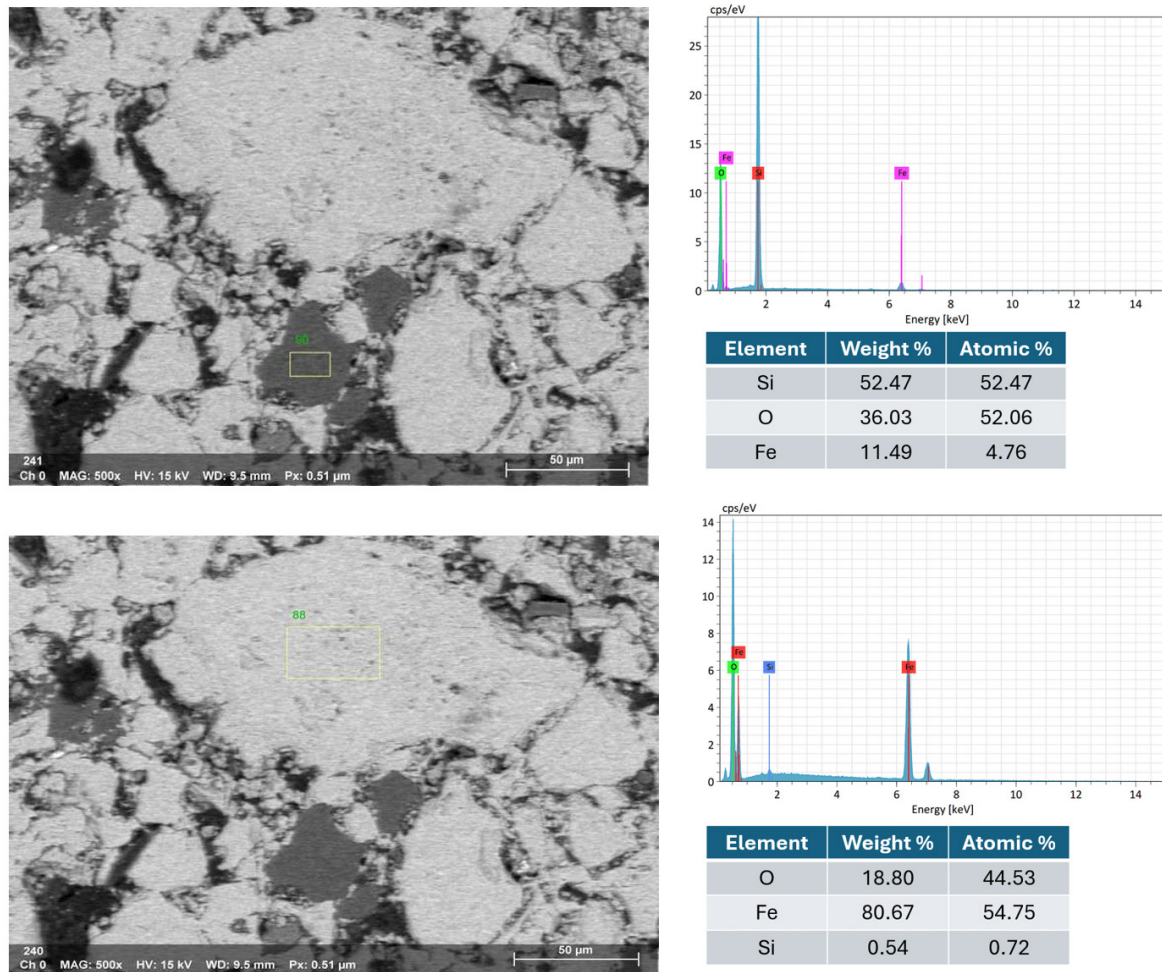 90
241
Ch 0 MAG: 500x HV: 15 kV WD: 9.5 mm Px: 0.51 µm
50 µm
cps/eV
25
20
15
10
5
0
Fe
O
Si
Fe
2 4 6 8 10 12 14
Energy [keV]
Element Weight % Atomic %
Si 52.47 52.47
O 36.03 52.06
Fe 11.49 4.76
88
240
Ch 0 MAG: 500x HV: 15 kV WD: 9.5 mm Px: 0.51 µm
50 µm
cps/eV
14
12
10
8
6
4
2
0
Fe
O
Si
Fe
2 4 6 8 10 12 14
Energy [keV]
Element Weight % Atomic %
O 18.80 44.53
Fe 80.67 54.75
Si 0.54 0.72